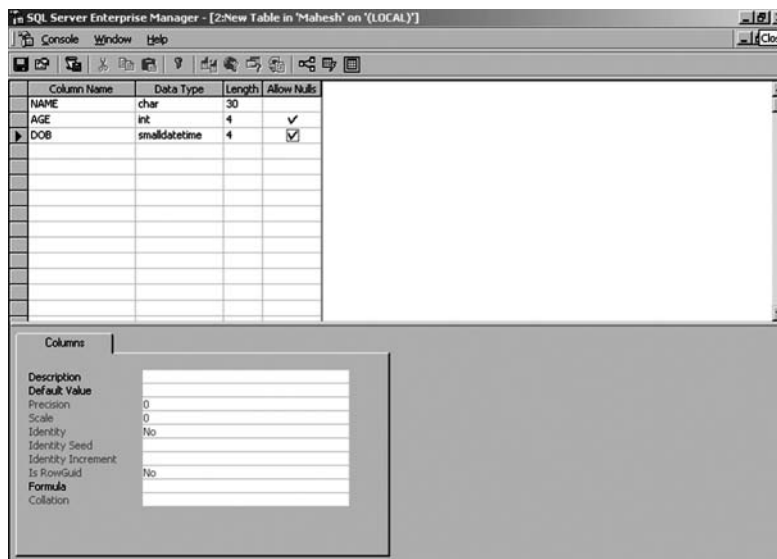 SQL Server Enterprise Manager - [2:New Table in 'Mahesh' on '(LOCAL)']
Console Window Help
Clos
Column Name Data Type Length Allow Nulls
NAME char 30
AGE int 4
DOB smalldatetime 4
Columns
Description
Default Value
Precision 0
Scale 0
Identity No
Identity Seed
Identity Increment
Is RowGuid No
Formula
Collation